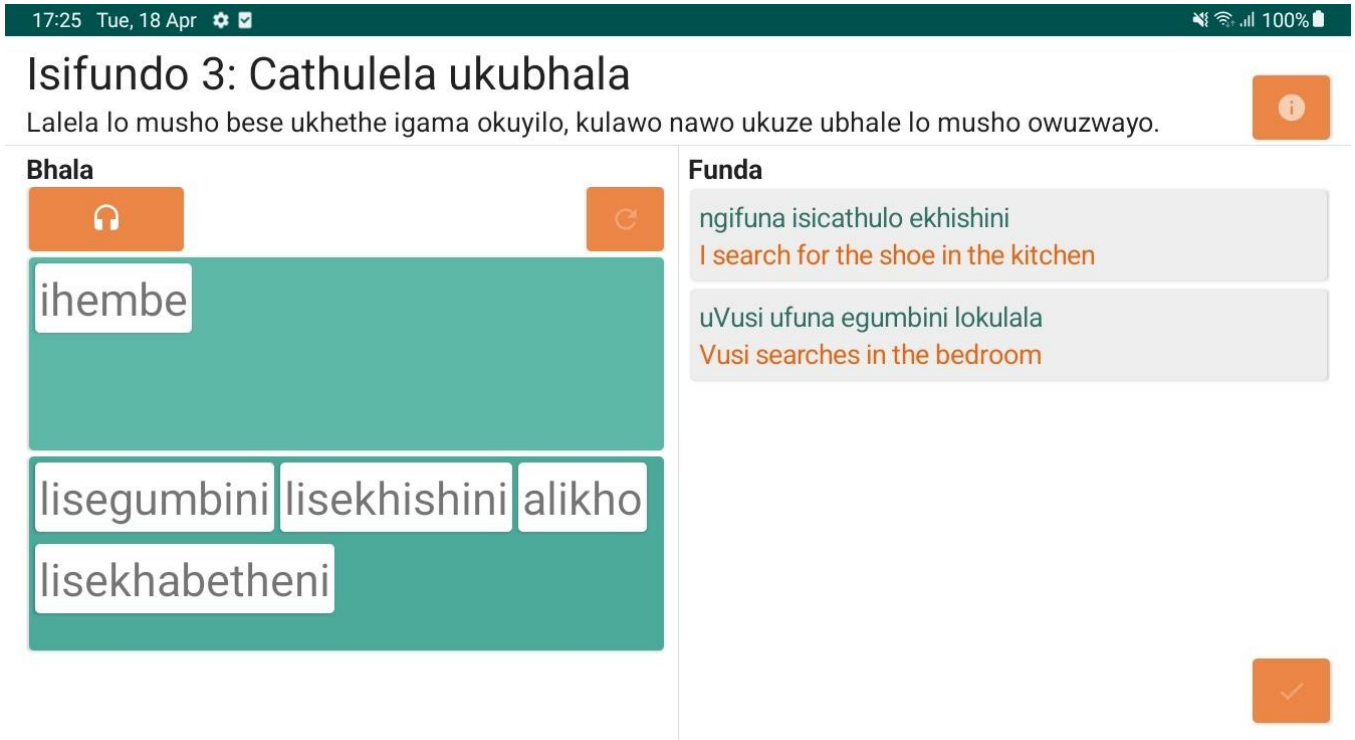 17:25 Tue, 18 Apr 100%
Isifundo 3: Cathulela ukubhala
Lalela lo musho bese ukhethe igama okuyilo, kulawo nawo ukuze ubhale lo musho owuzwayo.
Bhala
ihembe
lisegumbini lisekhishini alikho
lisekhabetheni
Funda
ngifuna isicathulo ekhishini
I search for the shoe in the kitchen
uVusi ufuna egumbini lokulala
Vusi searches in the bedroom